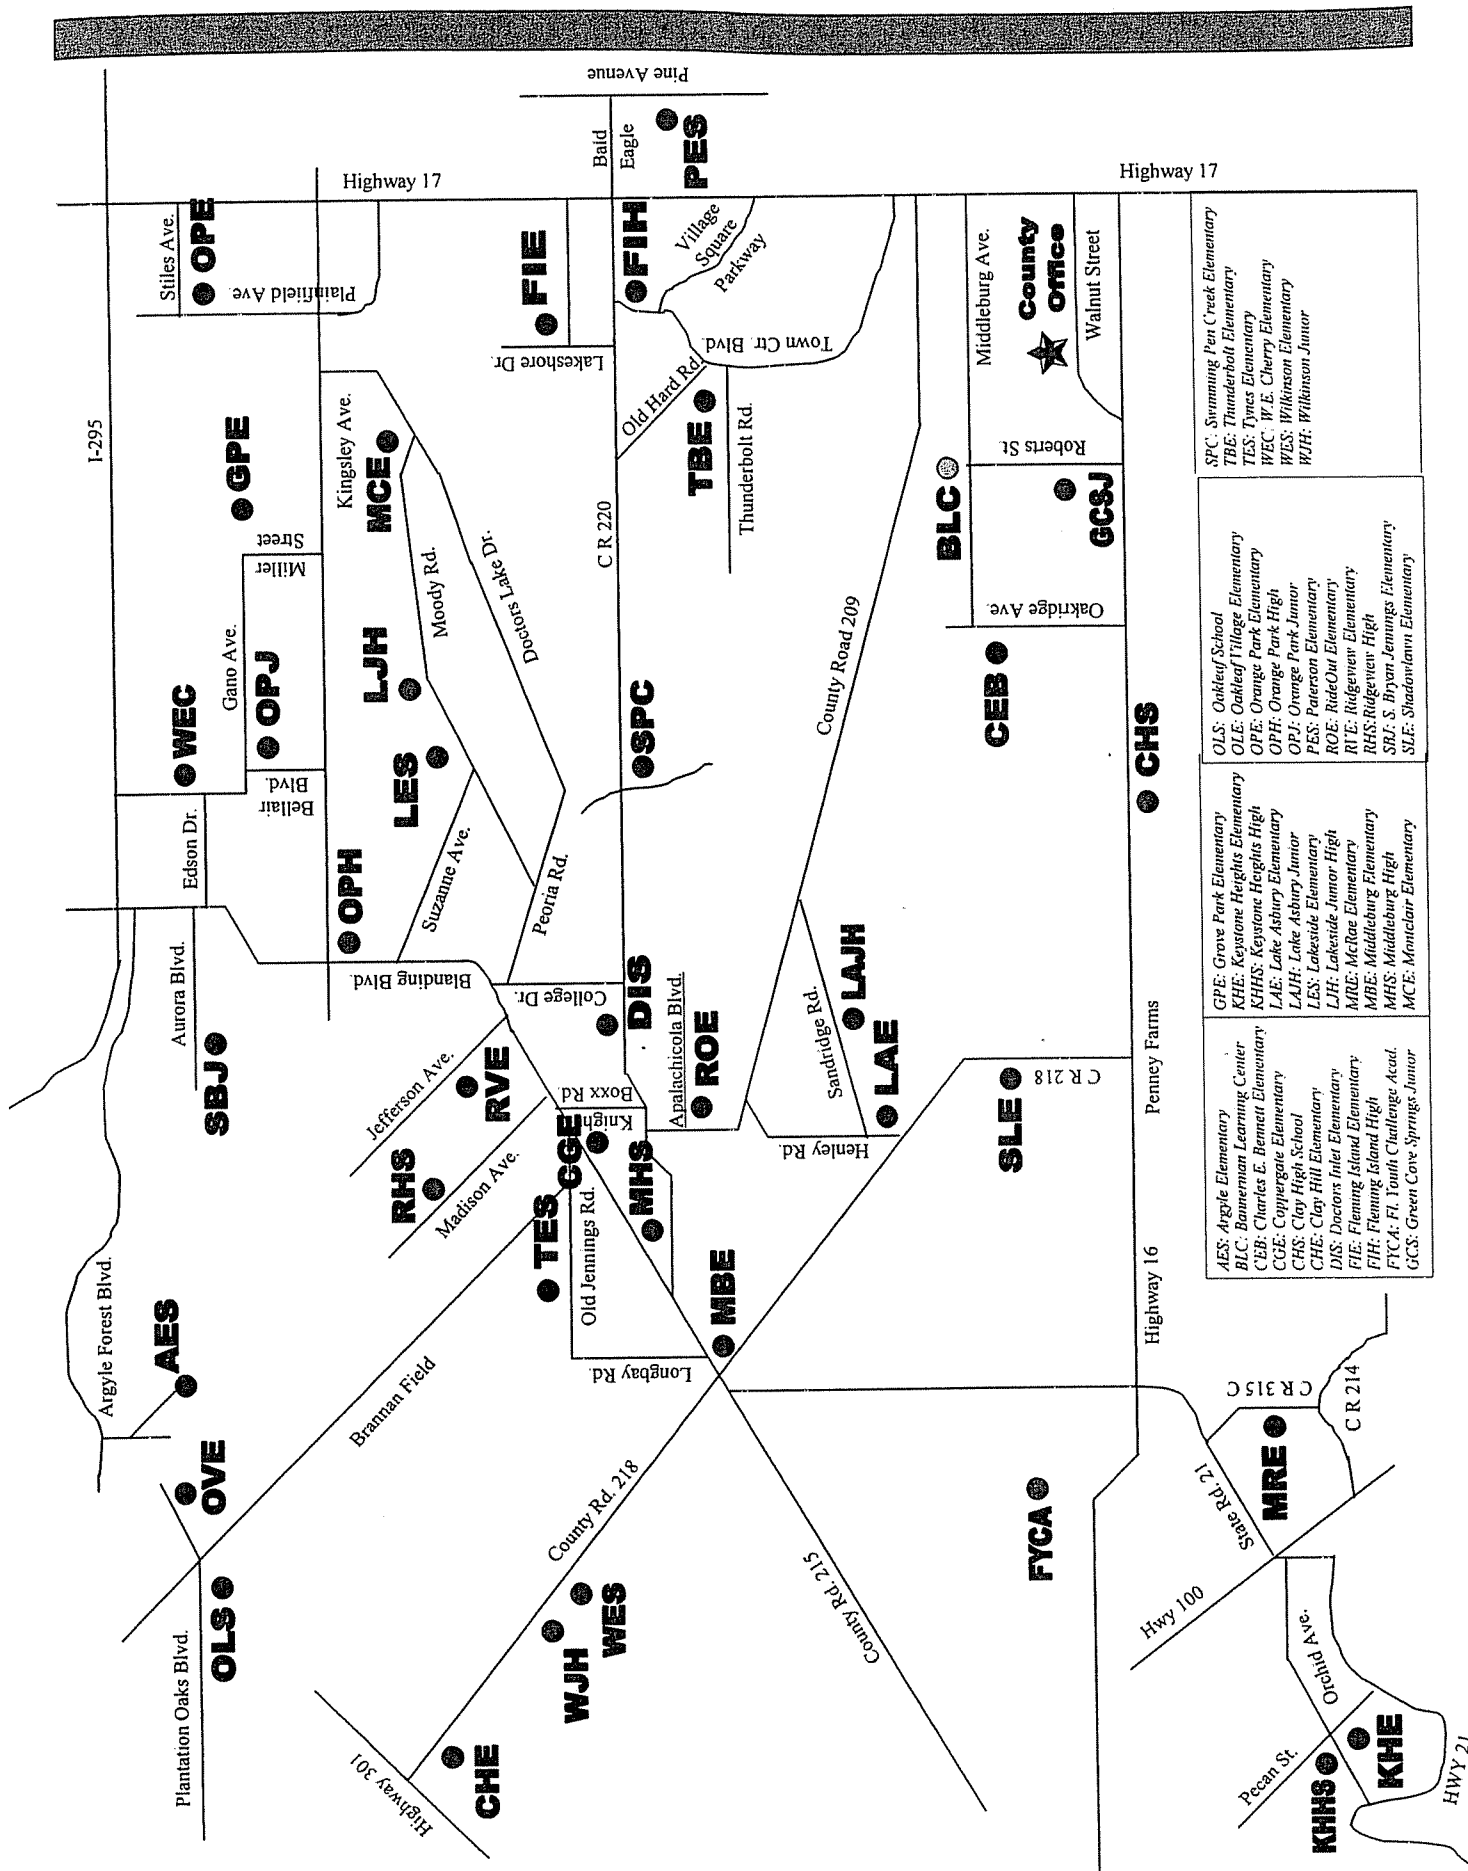 I-295
Highway 17
Pine Avenue
Stiles Ave.
OPE
Plainfield Ave.
GPE
Miller
Street
Gano Ave.
OPJ
WEC
Bellair
Blvd.
Edson Dr.
Aurora Blvd.
SBJ
Argyle Forest Blvd.
AES
OVE
OLS
Plantation Oaks Blvd.
Kingsley Ave.
MCE
Moody Rd.
Doctors Lake Dr.
LJH
LES
Suzanne Ave.
Peoria Rd.
OPH
Blanding Blvd.
College Dr.
Jefferson Ave.
RVE
RHS
Madison Ave.
Brannan Field
Baid
Eagle
PES
FIE
Lakeshore Dr.
FIH
Village
Square
Parkway
Town Ctr. Blvd.
Old Hard Rd.
TBE
Thunderbolt Rd.
C R 220
SPC
DIS
Boxx Rd.
Knight
CGE
TES
Old Jennings Rd.
MHS
Longbay Rd.
MBE
Apalachicola Blvd.
ROE
County Road 209
Sandridge Rd.
LAJH
LAE
Henley Rd.
County Rd. 218
WJH
WES
CHE
Highway 301
County Rd. 215
Highway 17
Middleburg Ave.
County
Office
Walnut Street
Roberts St.
BLC
GCSJ
Oakridge Ave.
CEB
CHS
C R 218
SLE
Penney Farms
Highway 16
FYCA
C R 315 C
C R 214
MRE
State Rd. 21
Hwy 100
Orchid Ave.
Pecan St.
KHHS
KHE
HWY 21
AES: Argyle Elementary
BLC: Bannerman Learning Center
CEB: Charles E. Bennett Elementary
CGE: Coppergate Elementary
CHS: Clay High School
CHE: Clay Hill Elementary
DIS: Doctors Inlet Elementary
FIE: Fleming Island Elementary
FIH: Fleming Island High
FYCA: Fl. Youth Challenge Acad.
GCS: Green Cove Springs Junior
GPE: Grove Park Elementary
KHE: Keystone Heights Elementary
KHHS: Keystone Heights High
LAE: Lake Asbury Elementary
LAJH: Lake Asbury Junior
LES: Lakeside Elementary
LJH: Lakeside Junior High
MRE: McRae Elementary
MBE: Middleburg Elementary
MHS: Middleburg High
MCE: Montclair Elementary
OLS: Oakleaf School
OLE: Oakleaf Village Elementary
OPE: Orange Park Elementary
OPH: Orange Park High
OPJ: Orange Park Junior
PES: Paterson Elementary
ROE: RideOut Elementary
RVE: Ridgeview Elementary
RHS:Ridgeview High
SBJ: S. Bryan Jennings Elementary
SLE: Shadowlawn Elementary
SPC: Swimming Pen Creek Elementary
TBE: Thunderbolt Elementary
TES: Tynes Elementary
WEC: W.E. Cherry Elementary
WES: Wilkinson Elementary
WJH: Wilkinson Junior